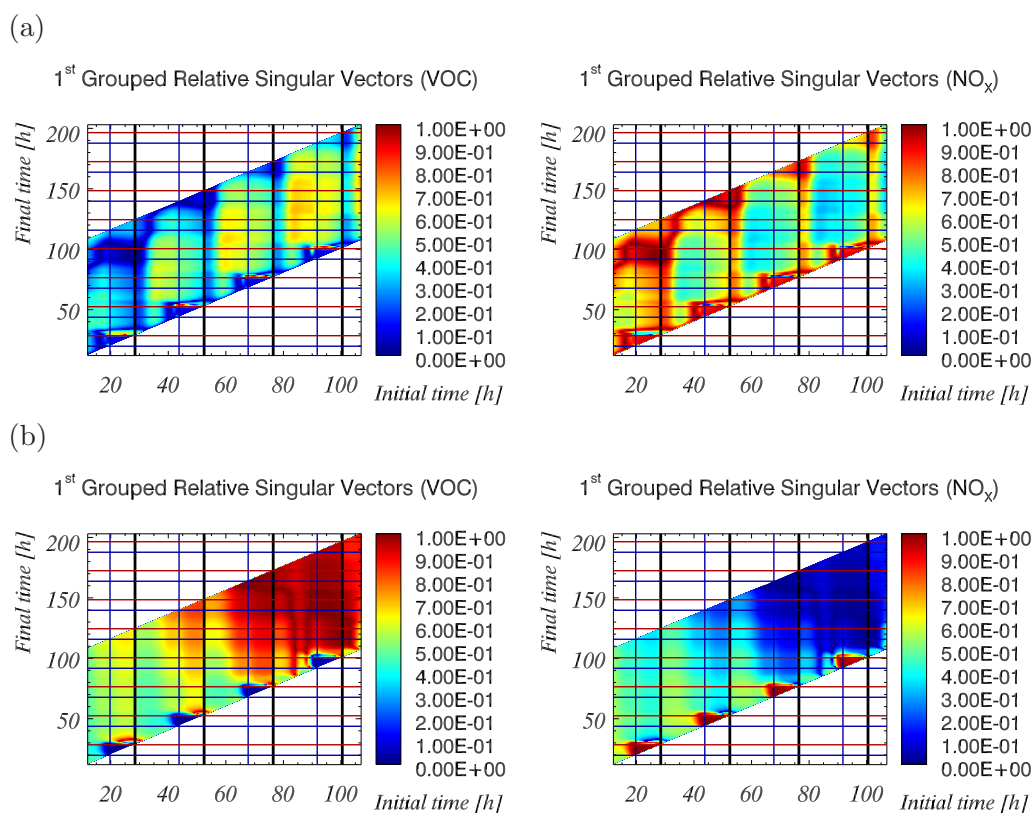 (a)
1st Grouped Relative Singular Vectors (VOC)
Final time [h]
200
150
100
50
20 40 60 80 100
Initial time [h]
1.00E+00
9.00E-01
8.00E-01
7.00E-01
6.00E-01
5.00E-01
4.00E-01
3.00E-01
2.00E-01
1.00E-01
0.00E+00
1st Grouped Relative Singular Vectors (NOx)
Final time [h]
200
150
100
50
20 40 60 80 100
Initial time [h]
1.00E+00
9.00E-01
8.00E-01
7.00E-01
6.00E-01
5.00E-01
4.00E-01
3.00E-01
2.00E-01
1.00E-01
0.00E+00
(b)
1st Grouped Relative Singular Vectors (VOC)
Final time [h]
200
150
100
50
20 40 60 80 100
Initial time [h]
1.00E+00
9.00E-01
8.00E-01
7.00E-01
6.00E-01
5.00E-01
4.00E-01
3.00E-01
2.00E-01
1.00E-01
0.00E+00
1st Grouped Relative Singular Vectors (NOx)
Final time [h]
200
150
100
50
20 40 60 80 100
Initial time [h]
1.00E+00
9.00E-01
8.00E-01
7.00E-01
6.00E-01
5.00E-01
4.00E-01
3.00E-01
2.00E-01
1.00E-01
0.00E+00